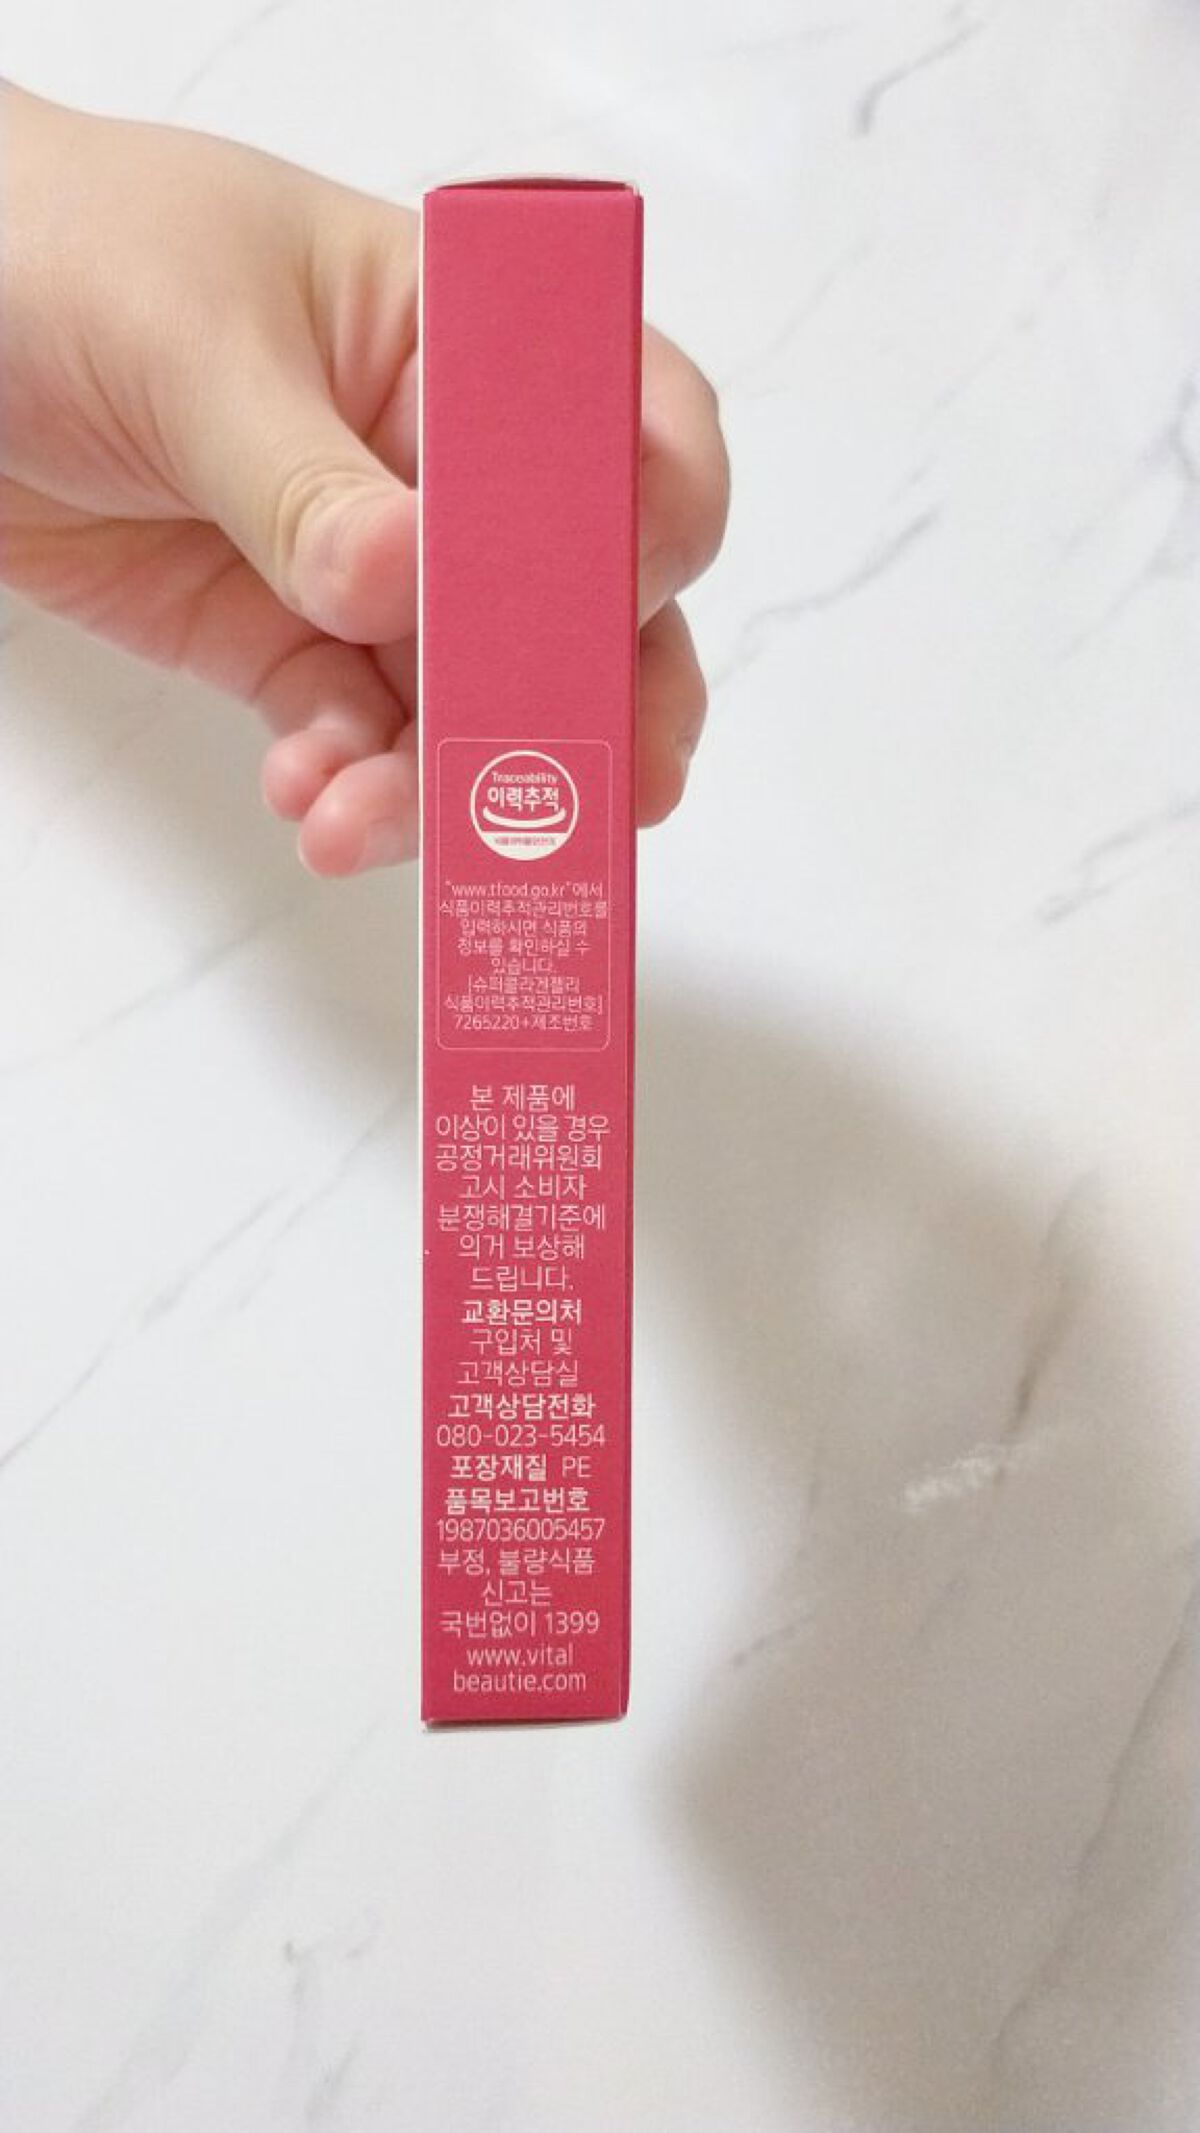 Traceability
이력추적
"www.tfood.go.kr"에서
식품이력추적관리번호를
입력하시면 식품의
정보를 확인하실 수
있습니다.
[슈퍼콜라겐젤리
식품이력추적관리번호]
7265220+제조번호
본 제품에
이상이 있을 경우
공정거래위원회
고시 소비자
분쟁해결기준에
의거 보상해
드립니다.
교환문의처
구입처 및
고객상담실
고객상담전화
080-023-5454
포장재질 PE
품목보고번호
1987036005457
부정, 불량식품
신고는
국번없이 1399
www.vital
beautie.com